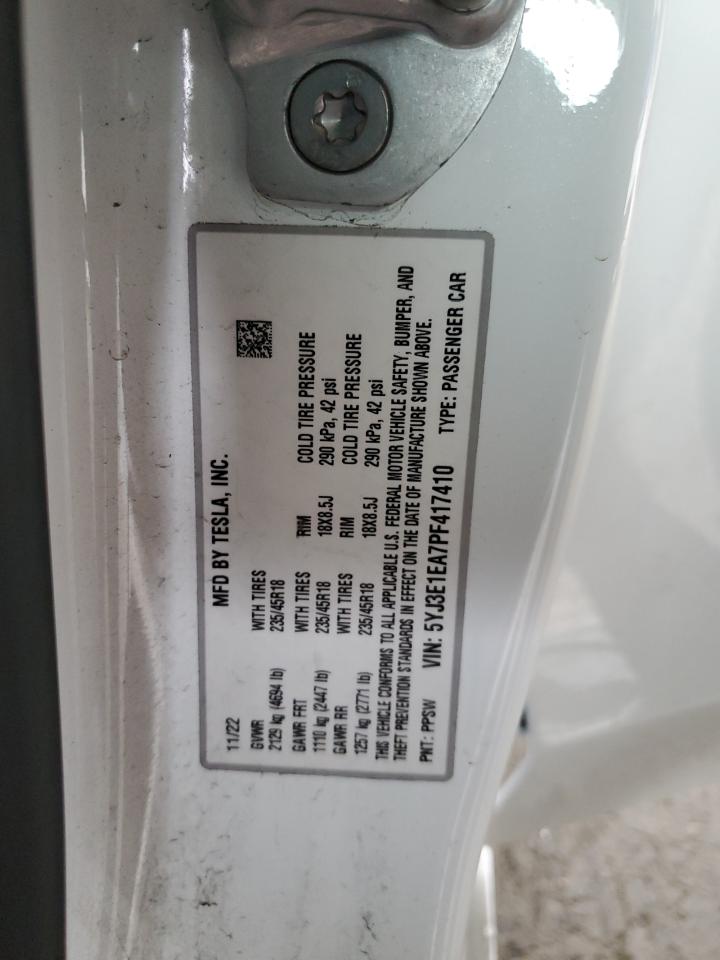 11/22 MFD BY TESLA, INC.
GVWR WITH TIRES
2129 kg (4694 lb) 235/45R18
GAWR FRT WITH TIRES RIM COLD TIRE PRESSURE
1110 kg (2447 lb) 235/45R18 18X8.5J 290 kPa, 42 psi
GAWR RR WITH TIRES RIM COLD TIRE PRESSURE
1257 kg (2771 lb) 235/45R18 18X8.5J 290 kPa, 42 psi
THIS VEHICLE CONFORMS TO ALL APPLICABLE U.S. FEDERAL MOTOR VEHICLE SAFETY, BUMPER, AND
THEFT PREVENTION STANDARDS IN EFFECT ON THE DATE OF MANUFACTURE SHOWN ABOVE.
PNT: PPSW VIN: 5YJ3E1EA7PF417410 TYPE: PASSENGER CAR